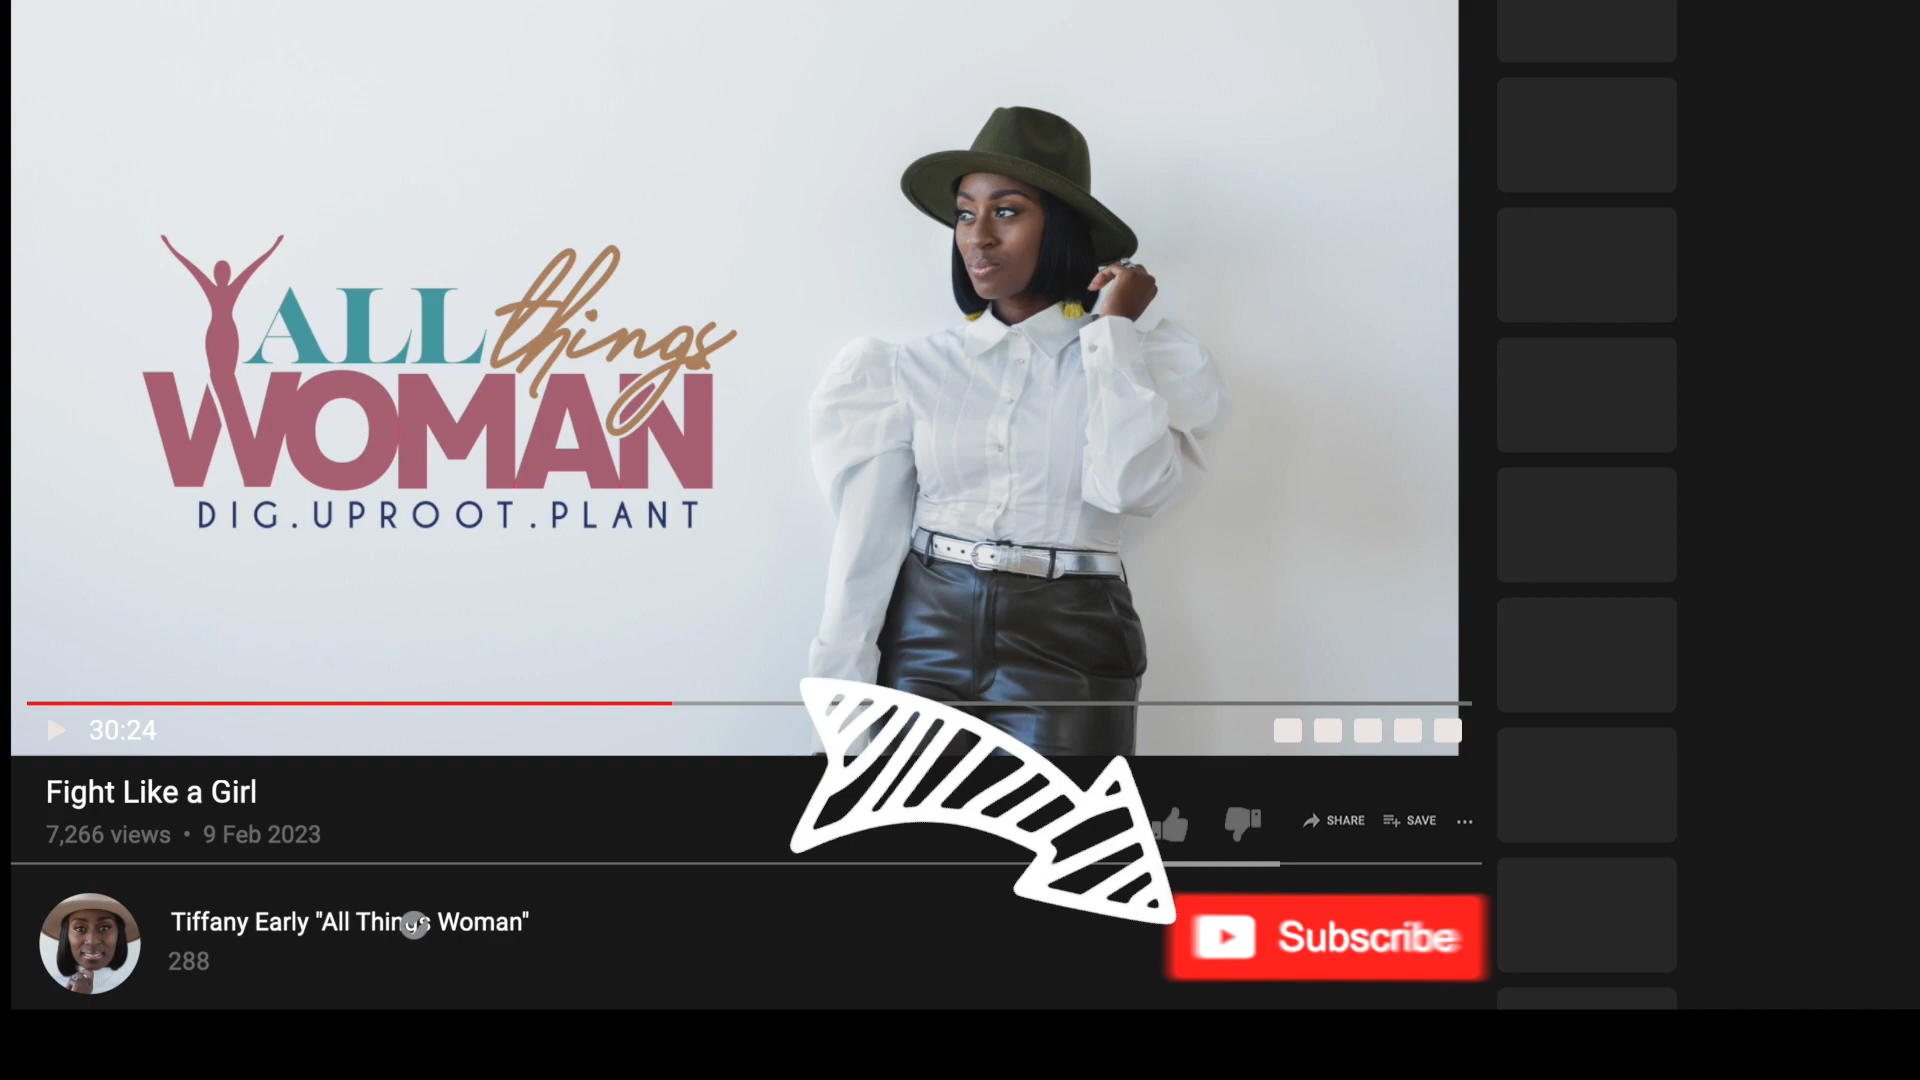 ALL things
WOMAN
DIG.UPROOT.PLANT
30:24
Fight Like a Girl
7,266 views • 9 Feb 2023
SHARE
SAVE
Tiffany Early "All Things Woman"
288
Subscribe